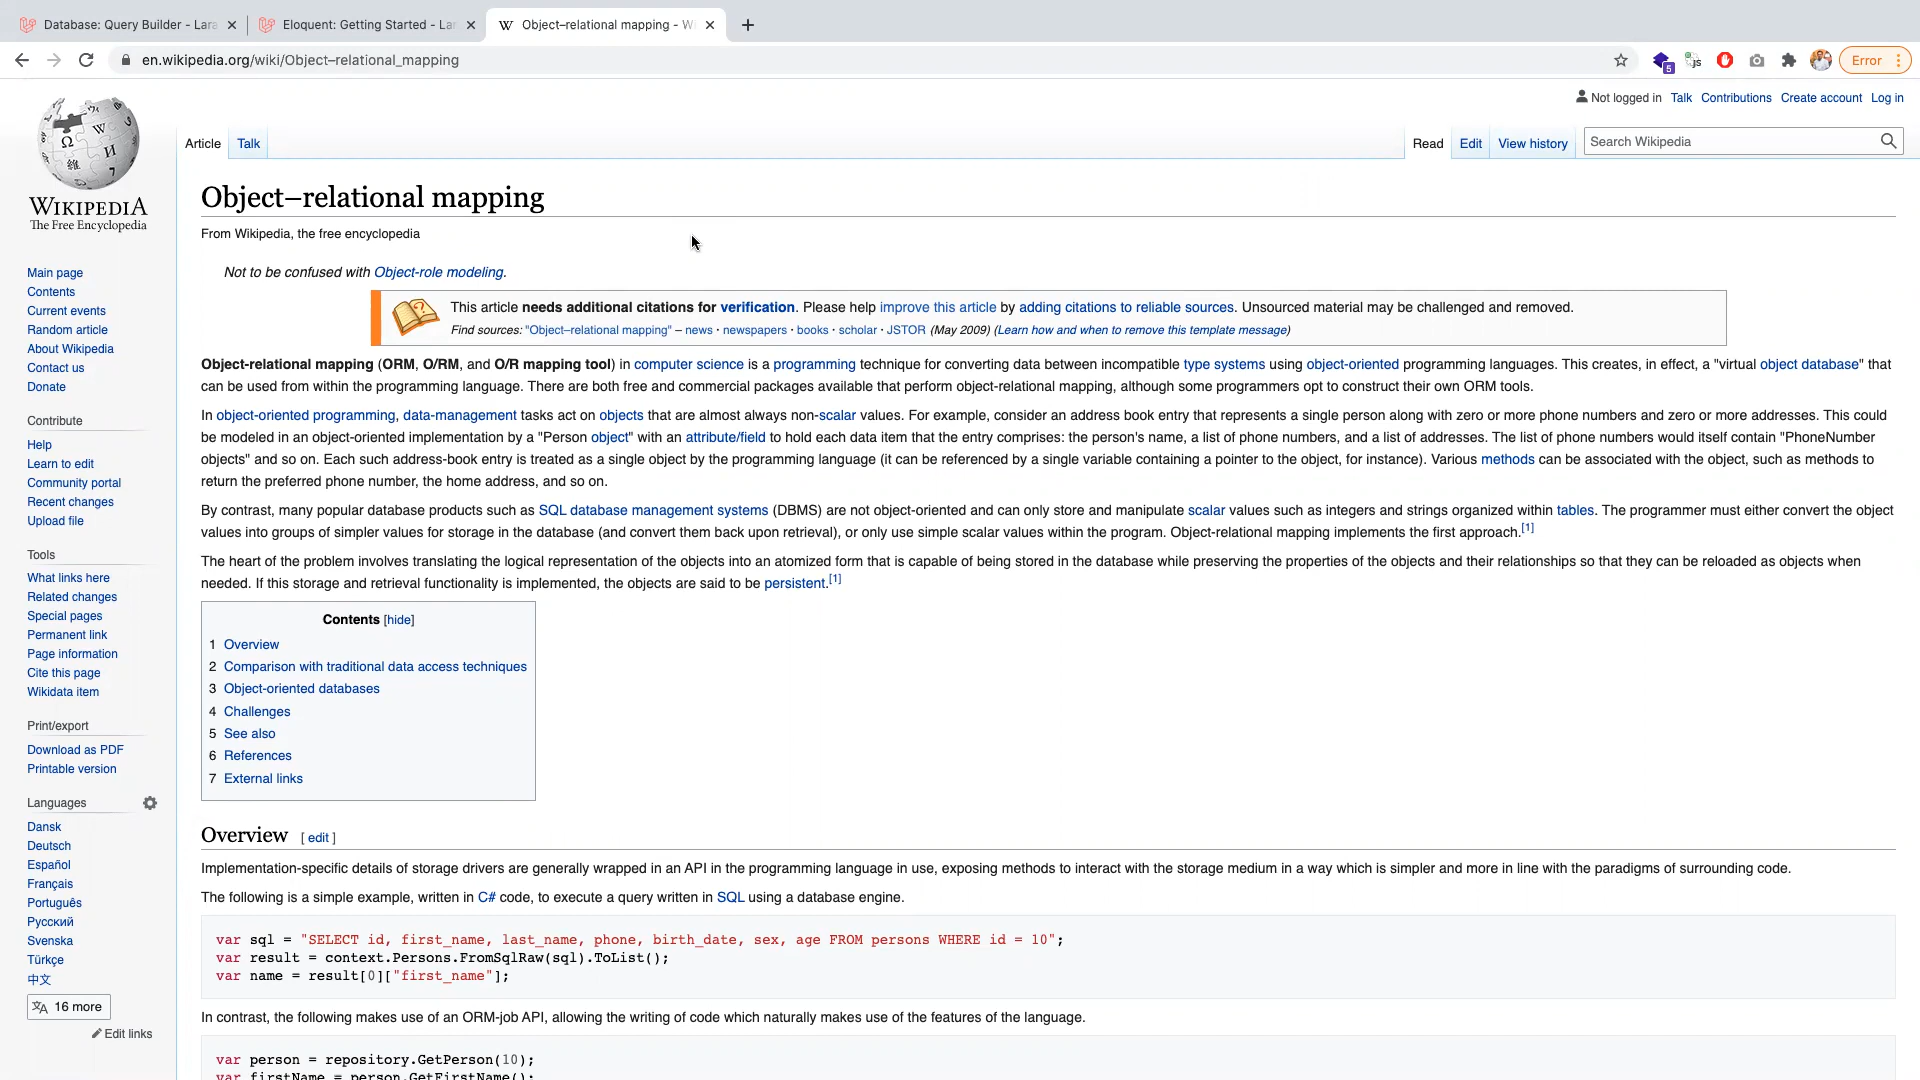 Database: Query Builder - Lara
Eloquent: Getting Started - Lar
W Object–relational mapping - Wi
en.wikipedia.org/wiki/Object–relational_mapping
5
js
Error
Not logged in Talk Contributions Create account Log in
Article Talk
Read Edit View history Search Wikipedia
WIKIPEDIA
The Free Encyclopedia
Main page
Contents
Current events
Random article
About Wikipedia
Contact us
Donate
Contribute
Help
Learn to edit
Community portal
Recent changes
Upload file
Tools
What links here
Related changes
Special pages
Permanent link
Page information
Cite this page
Wikidata item
Print/export
Download as PDF
Printable version
Languages
Dansk
Deutsch
Español
Français
Português
Русский
Svenska
Türkçe
中文
16 more
Edit links
Object–relational mapping
From Wikipedia, the free encyclopedia
Not to be confused with Object-role modeling.
This article needs additional citations for verification. Please help improve this article by adding citations to reliable sources. Unsourced material may be challenged and removed.
Find sources: "Object–relational mapping" – news · newspapers · books · scholar · JSTOR (May 2009) (Learn how and when to remove this template message)
Object-relational mapping (ORM, O/RM, and O/R mapping tool) in computer science is a programming technique for converting data between incompatible type systems using object-oriented programming languages. This creates, in effect, a "virtual object database" that
can be used from within the programming language. There are both free and commercial packages available that perform object-relational mapping, although some programmers opt to construct their own ORM tools.
In object-oriented programming, data-management tasks act on objects that are almost always non-scalar values. For example, consider an address book entry that represents a single person along with zero or more phone numbers and zero or more addresses. This could
be modeled in an object-oriented implementation by a "Person object" with an attribute/field to hold each data item that the entry comprises: the person's name, a list of phone numbers, and a list of addresses. The list of phone numbers would itself contain "PhoneNumber
objects" and so on. Each such address-book entry is treated as a single object by the programming language (it can be referenced by a single variable containing a pointer to the object, for instance). Various methods can be associated with the object, such as methods to
return the preferred phone number, the home address, and so on.
By contrast, many popular database products such as SQL database management systems (DBMS) are not object-oriented and can only store and manipulate scalar values such as integers and strings organized within tables. The programmer must either convert the object
values into groups of simpler values for storage in the database (and convert them back upon retrieval), or only use simple scalar values within the program. Object-relational mapping implements the first approach.[1]
The heart of the problem involves translating the logical representation of the objects into an atomized form that is capable of being stored in the database while preserving the properties of the objects and their relationships so that they can be reloaded as objects when
needed. If this storage and retrieval functionality is implemented, the objects are said to be persistent.[1]
Contents [hide]
1 Overview
2 Comparison with traditional data access techniques
3 Object-oriented databases
4 Challenges
5 See also
6 References
7 External links
Overview [ edit ]
Implementation-specific details of storage drivers are generally wrapped in an API in the programming language in use, exposing methods to interact with the storage medium in a way which is simpler and more in line with the paradigms of surrounding code.
The following is a simple example, written in C# code, to execute a query written in SQL using a database engine.
var sql = "SELECT id, first_name, last_name, phone, birth_date, sex, age FROM persons WHERE id = 10";
var result = context.Persons.FromSqlRaw(sql).ToList();
var name = result[0]["first_name"];
In contrast, the following makes use of an ORM-job API, allowing the writing of code which naturally makes use of the features of the language.
var person = repository.GetPerson(10);
var firstName = person.GetFirstName();